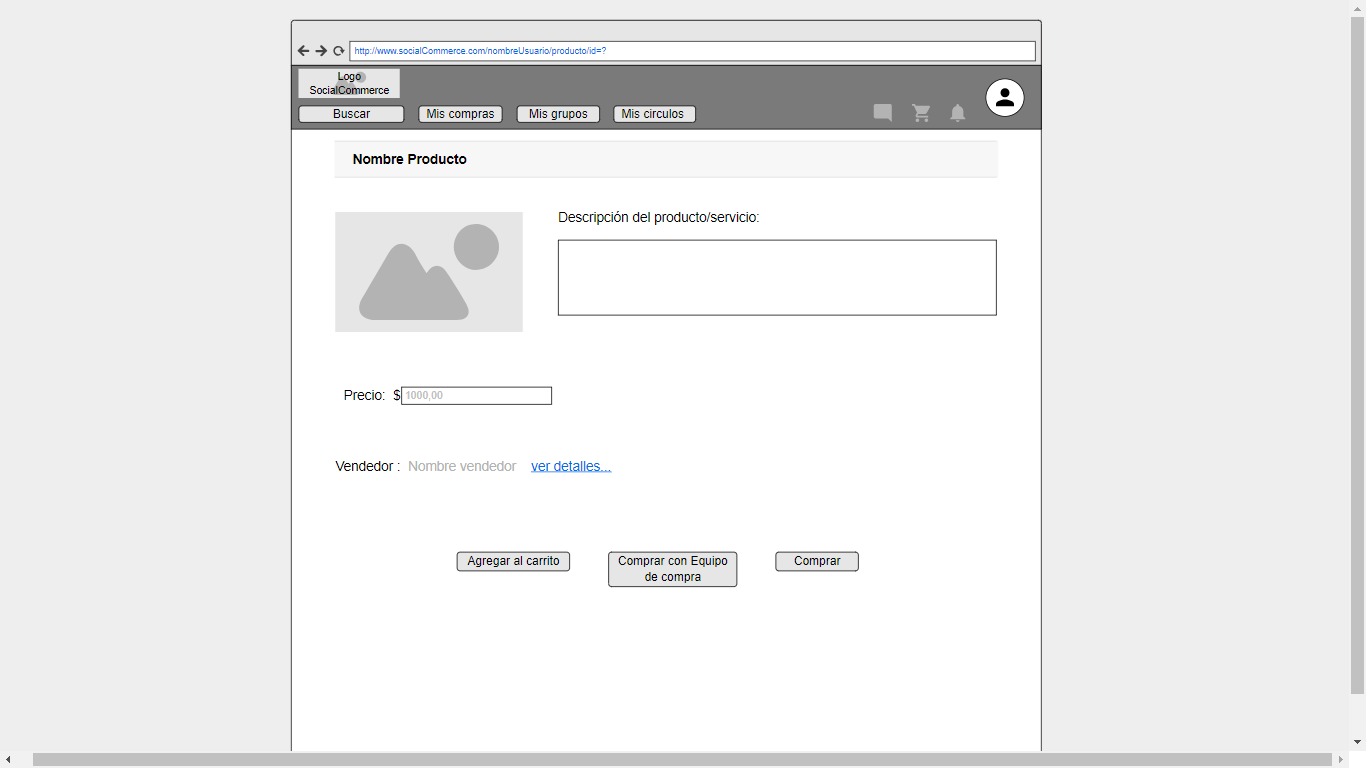 http://www.socialCommerce.com/nombreUsuario/producto/id=?
Logo
SocialCommerce
Buscar
Mis compras
Mis grupos
Mis circulos
Nombre Producto
Descripción del producto/servicio:
Precio: $ 1000,00
Vendedor : Nombre vendedor ver detalles...
Agregar al carrito
Comprar con Equipo
de compra
Comprar